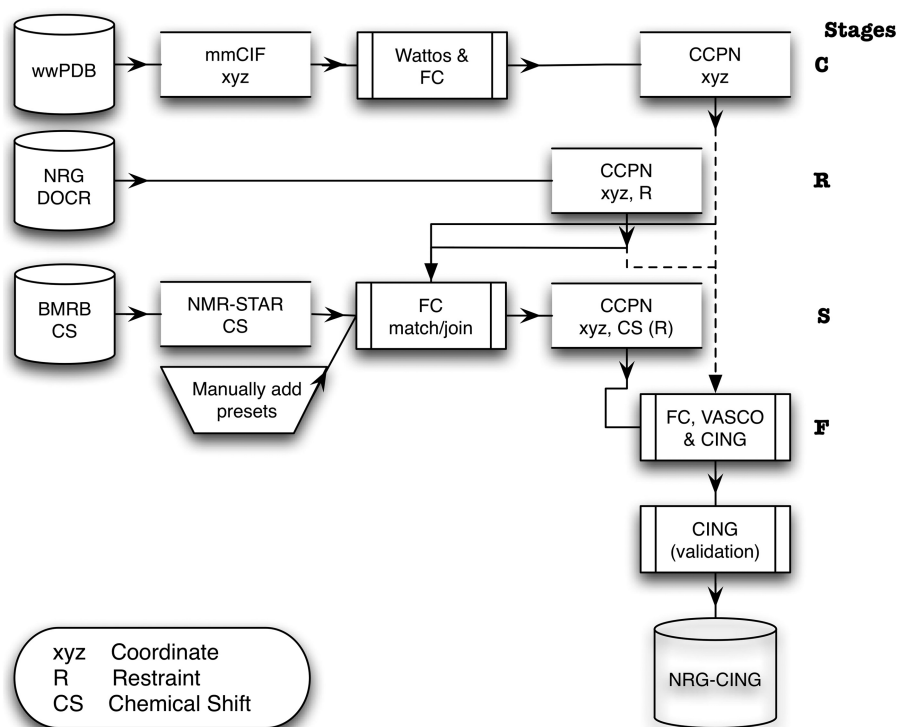 Stages
wwPDB
mmCIF
xyz
Wattos &
FC
CCPN
xyz
C
NRG
DOCR
CCPN
xyz, R
R
BMRB
CS
NMR-STAR
CS
FC
match/join
CCPN
xyz, CS (R)
S
Manually add
presets
FC, VASCO
& CING
F
CING
(validation)
NRG-CING
xyz Coordinate
R Restraint
CS Chemical Shift